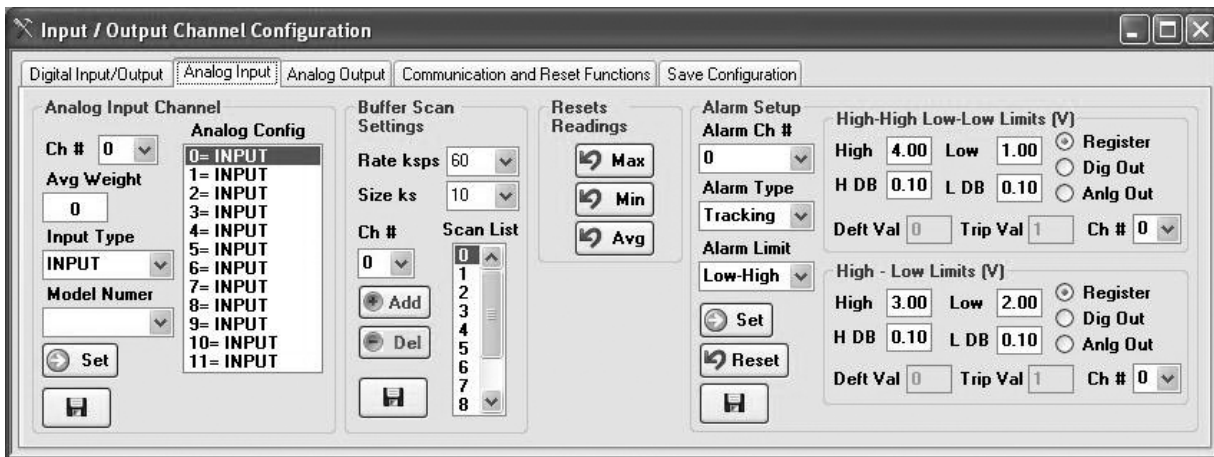 Input / Output Channel Configuration
Digital Input/Output
Analog Input
Analog Output
Communication and Reset Functions
Save Configuration
Analog Input Channel
Ch # 0
Avg Weight
0
Input Type
INPUT
Model Numer
Set
Analog Config
0= INPUT
1= INPUT
2= INPUT
3= INPUT
4= INPUT
5= INPUT
6= INPUT
7= INPUT
8= INPUT
9= INPUT
10= INPUT
11= INPUT
Buffer Scan
Settings
Rate ksps 60
Size ks 10
Ch #
0
Add
Del
Scan List
0
1
2
3
4
5
6
7
8
Resets
Readings
Max
Min
Avg
Alarm Setup
Alarm Ch #
0
Alarm Type
Tracking
Alarm Limit
Low-High
Set
Reset
High-High Low-Low Limits (V)
High 4.00 Low 1.00
H DB 0.10 L DB 0.10
Register
Dig Out
Anlg Out
Deft Val 0 Trip Val 1 Ch # 0
High - Low Limits (V)
High 3.00 Low 2.00
H DB 0.10 L DB 0.10
Register
Dig Out
Anlg Out
Deft Val 0 Trip Val 1 Ch # 0